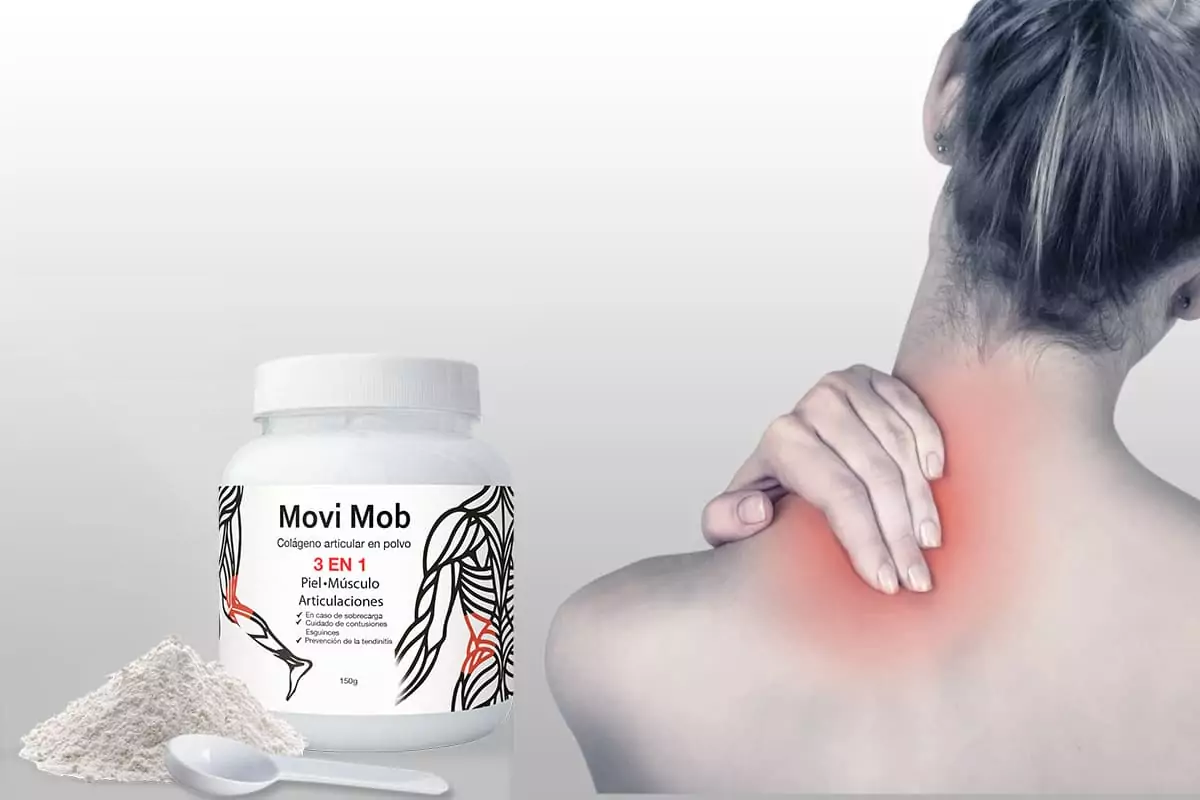 Movi Mob
Colágeno articular en polvo
3 EN 1
Piel•Músculo
Articulaciones
✓ En caso de sobrecarga
✓ Cuidado de contusiones
Esguinces
✓ Prevención de la tendinitis
150g